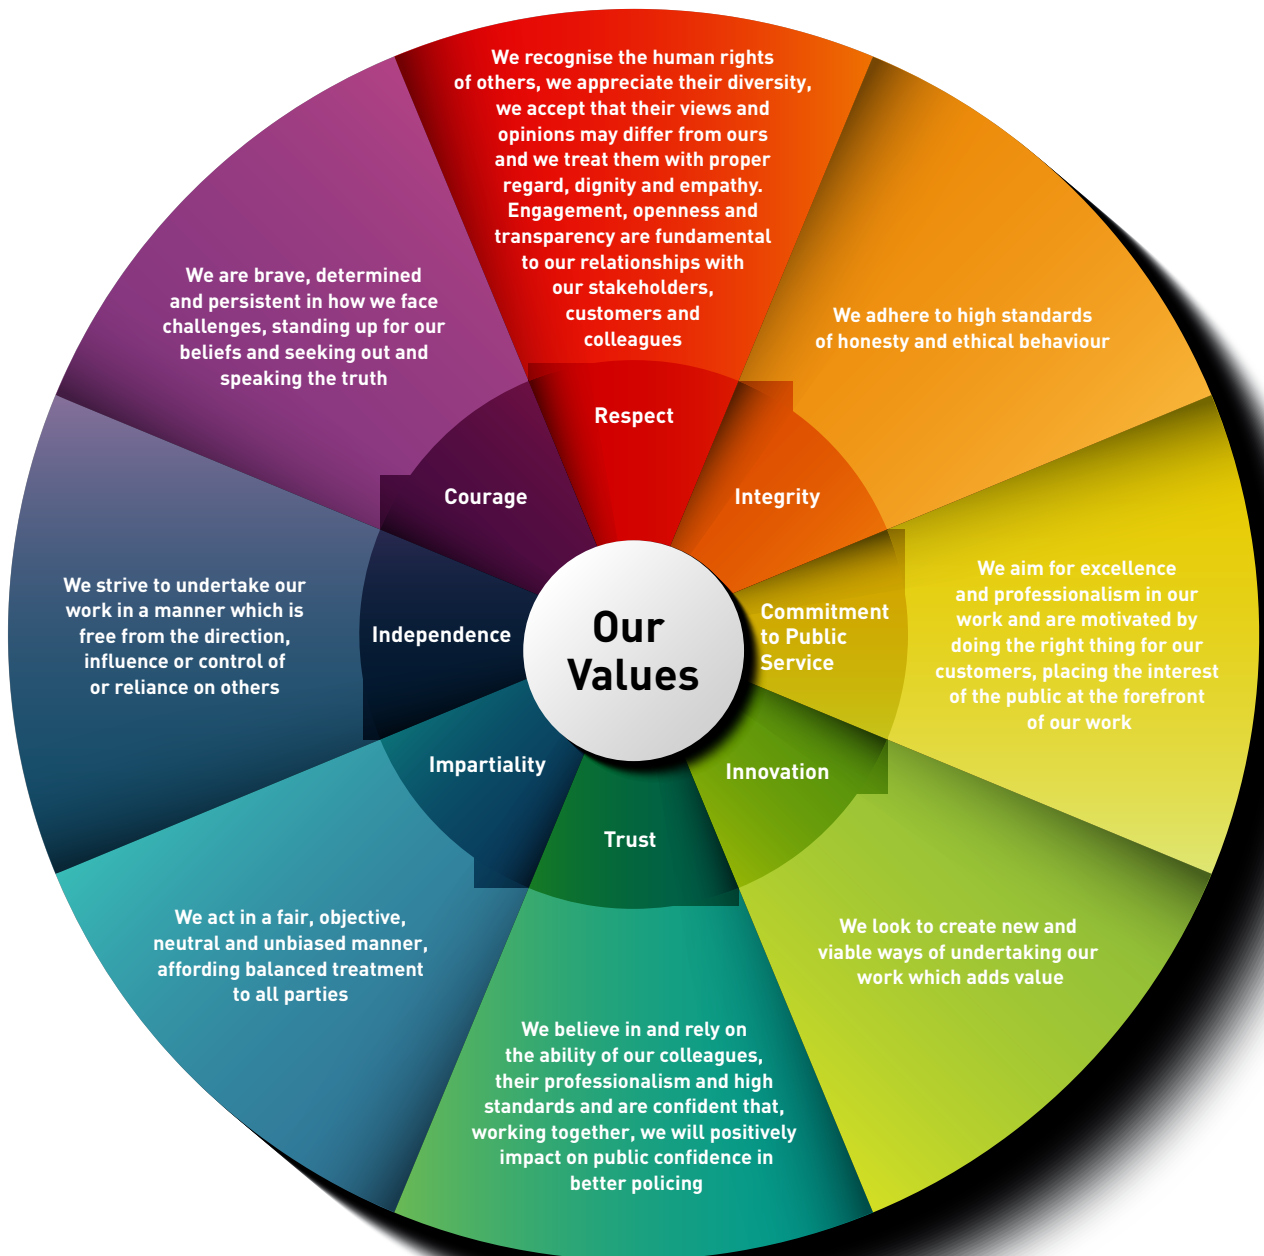 Our
Values
Respect
We recognise the human rights
of others, we appreciate their diversity,
we accept that their views and
opinions may differ from ours
and we treat them with proper
regard, dignity and empathy.
Engagement, openness and
transparency are fundamental
to our relationships with
our stakeholders,
customers and
colleagues
Integrity
We adhere to high standards
of honesty and ethical behaviour
Commitment
to Public
Service
We aim for excellence
and professionalism in our
work and are motivated by
doing the right thing for our
customers, placing the interest
of the public at the forefront
of our work
Innovation
We look to create new and
viable ways of undertaking our
work which adds value
Trust
We believe in and rely on
the ability of our colleagues,
their professionalism and high
standards and are confident that,
working together, we will positively
impact on public confidence in
better policing
Impartiality
We act in a fair, objective,
neutral and unbiased manner,
affording balanced treatment
to all parties
Independence
We strive to undertake our
work in a manner which is
free from the direction,
influence or control of
or reliance on others
Courage
We are brave, determined
and persistent in how we face
challenges, standing up for our
beliefs and seeking out and
speaking the truth